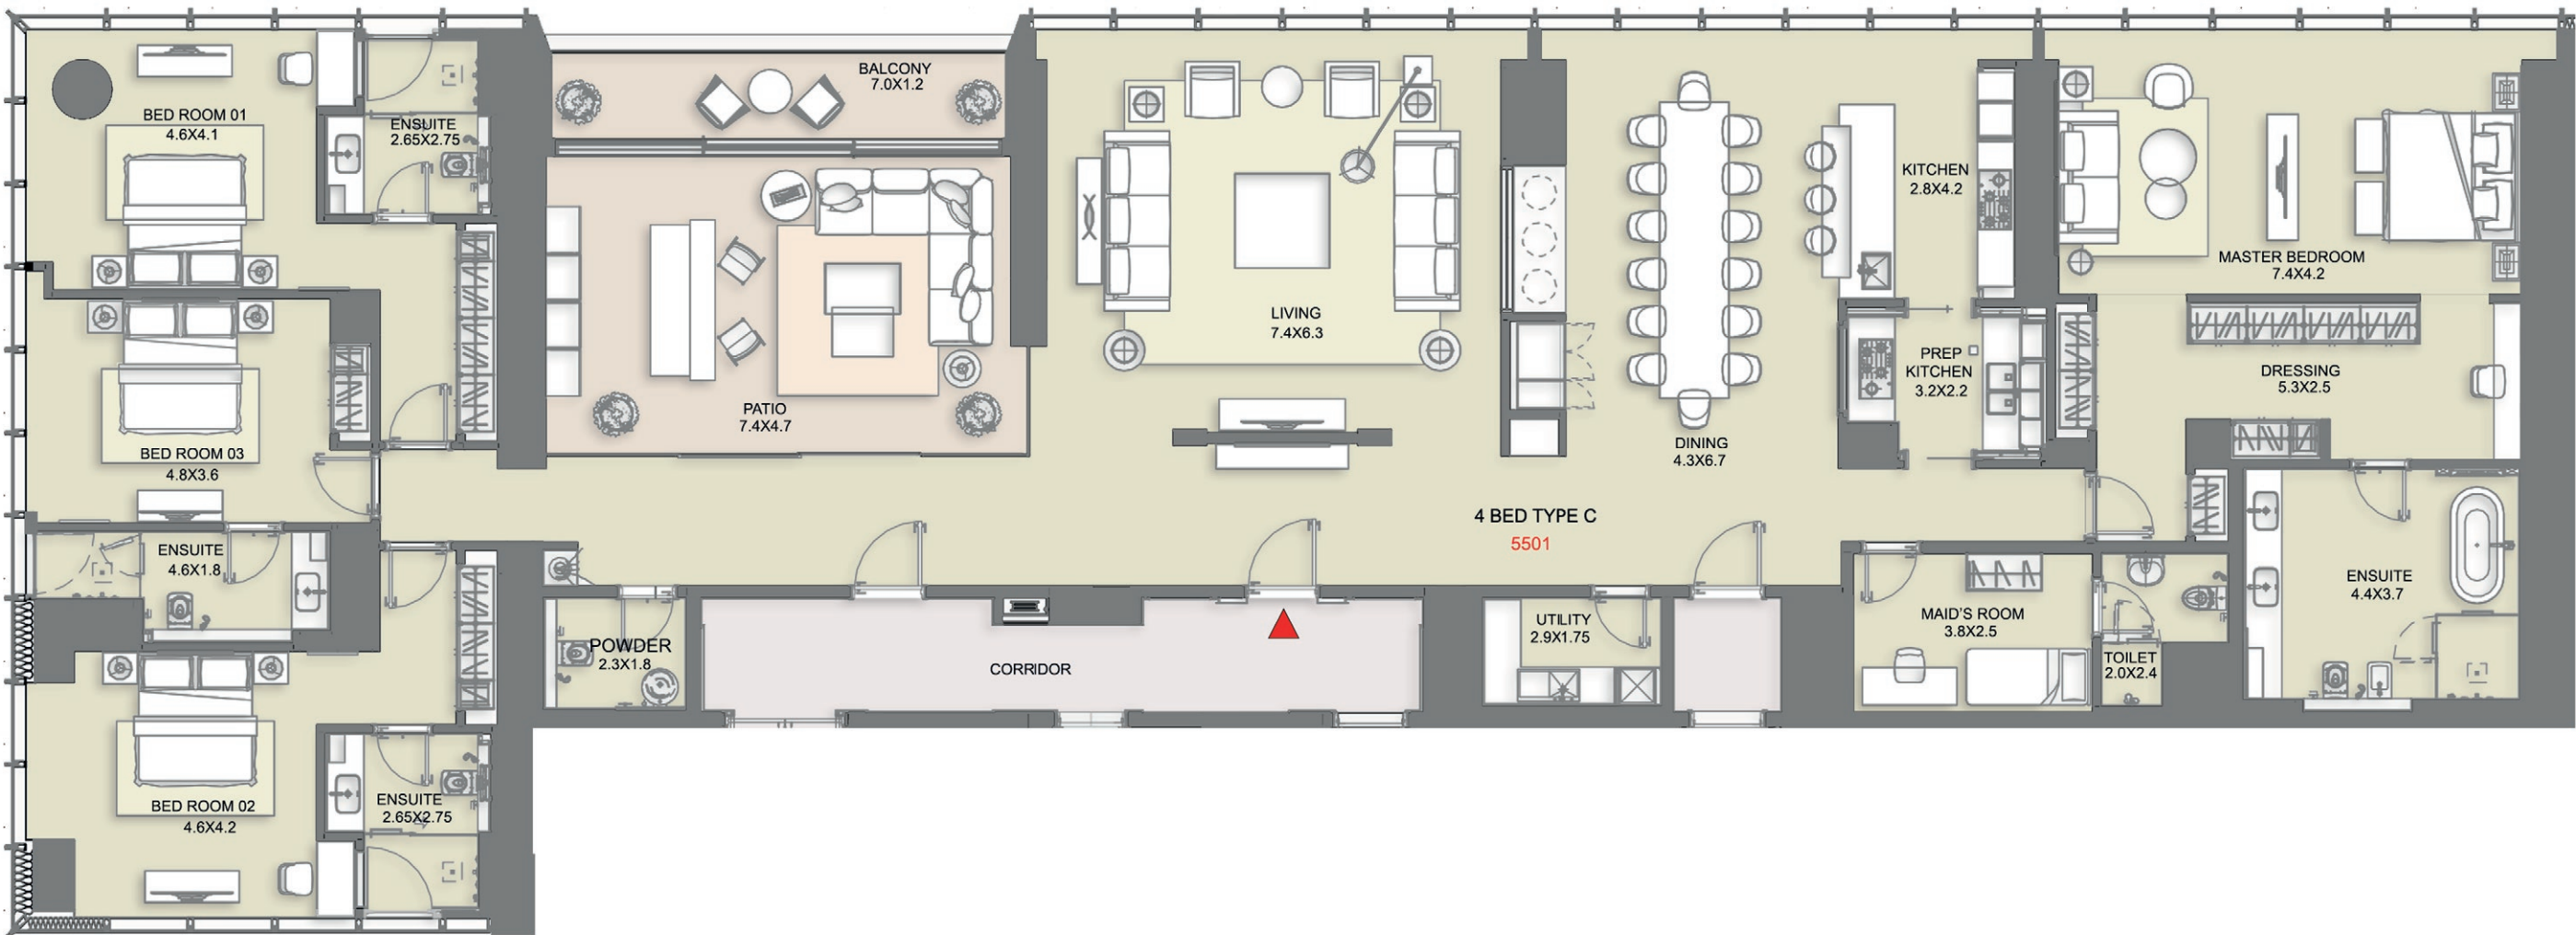 BALCONY
7.0X1.2
BED ROOM 01
4.6X4.1
ENSUITE
2.65X2.75
KITCHEN
2.8X4.2
MASTER BEDROOM
7.4X4.2
LIVING
7.4X6.3
PREP
KITCHEN
3.2X2.2
DRESSING
5.3X2.5
PATIO
7.4X4.7
DINING
4.3X6.7
BED ROOM 03
4.8X3.6
4 BED TYPE C
5501
ENSUITE
4.6X1.8
ENSUITE
4.4X3.7
POWDER
2.3X1.8
CORRIDOR
UTILITY
2.9X1.75
MAID'S ROOM
3.8X2.5
TOILET
2.0X2.4
BED ROOM 02
4.6X4.2
ENSUITE
2.65X2.75